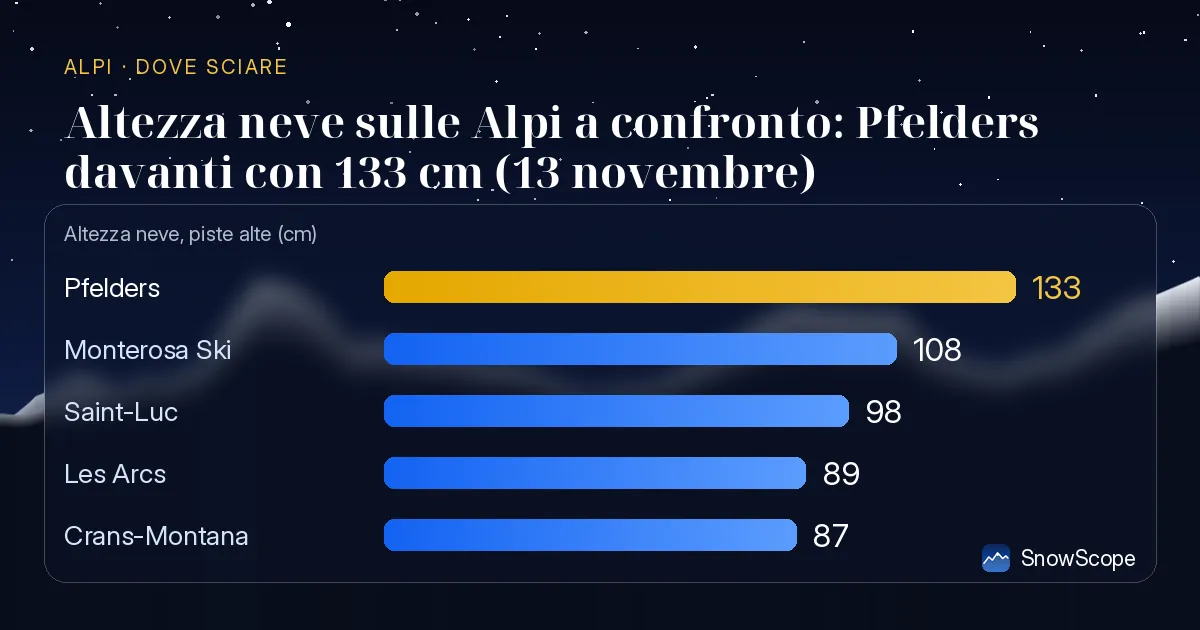 ALPI · DOVE SCIARE
Altezza neve sulle Alpi a confronto: Pfelders
davanti con 133 cm (13 novembre)
Altezza neve, piste alte (cm)
Pfelders 133
Monterosa Ski 108
Saint-Luc 98
Les Arcs 89
Crans-Montana 87
SnowScope